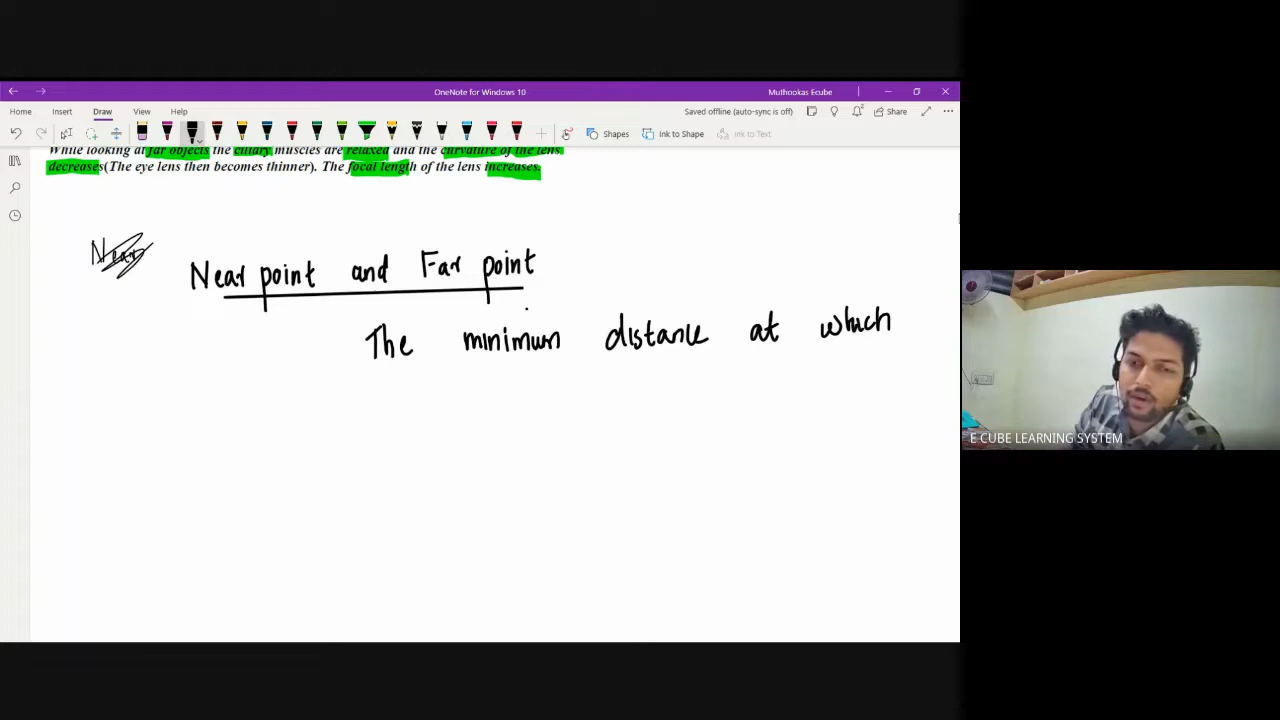 OneNote for Windows 10
Muthookas Ecube
Home Insert Draw View Help
Saved offline (auto-sync is off)
Share
Shapes
Ink to Shape
Ink to Text
While looking at far objects the ciliary muscles are relaxed and the curvature of the lens
decreases(The eye lens then becomes thinner). The focal length of the lens increases.
Near
Near point and Far point
The minimum distance at which
E CUBE LEARNING SYSTEM